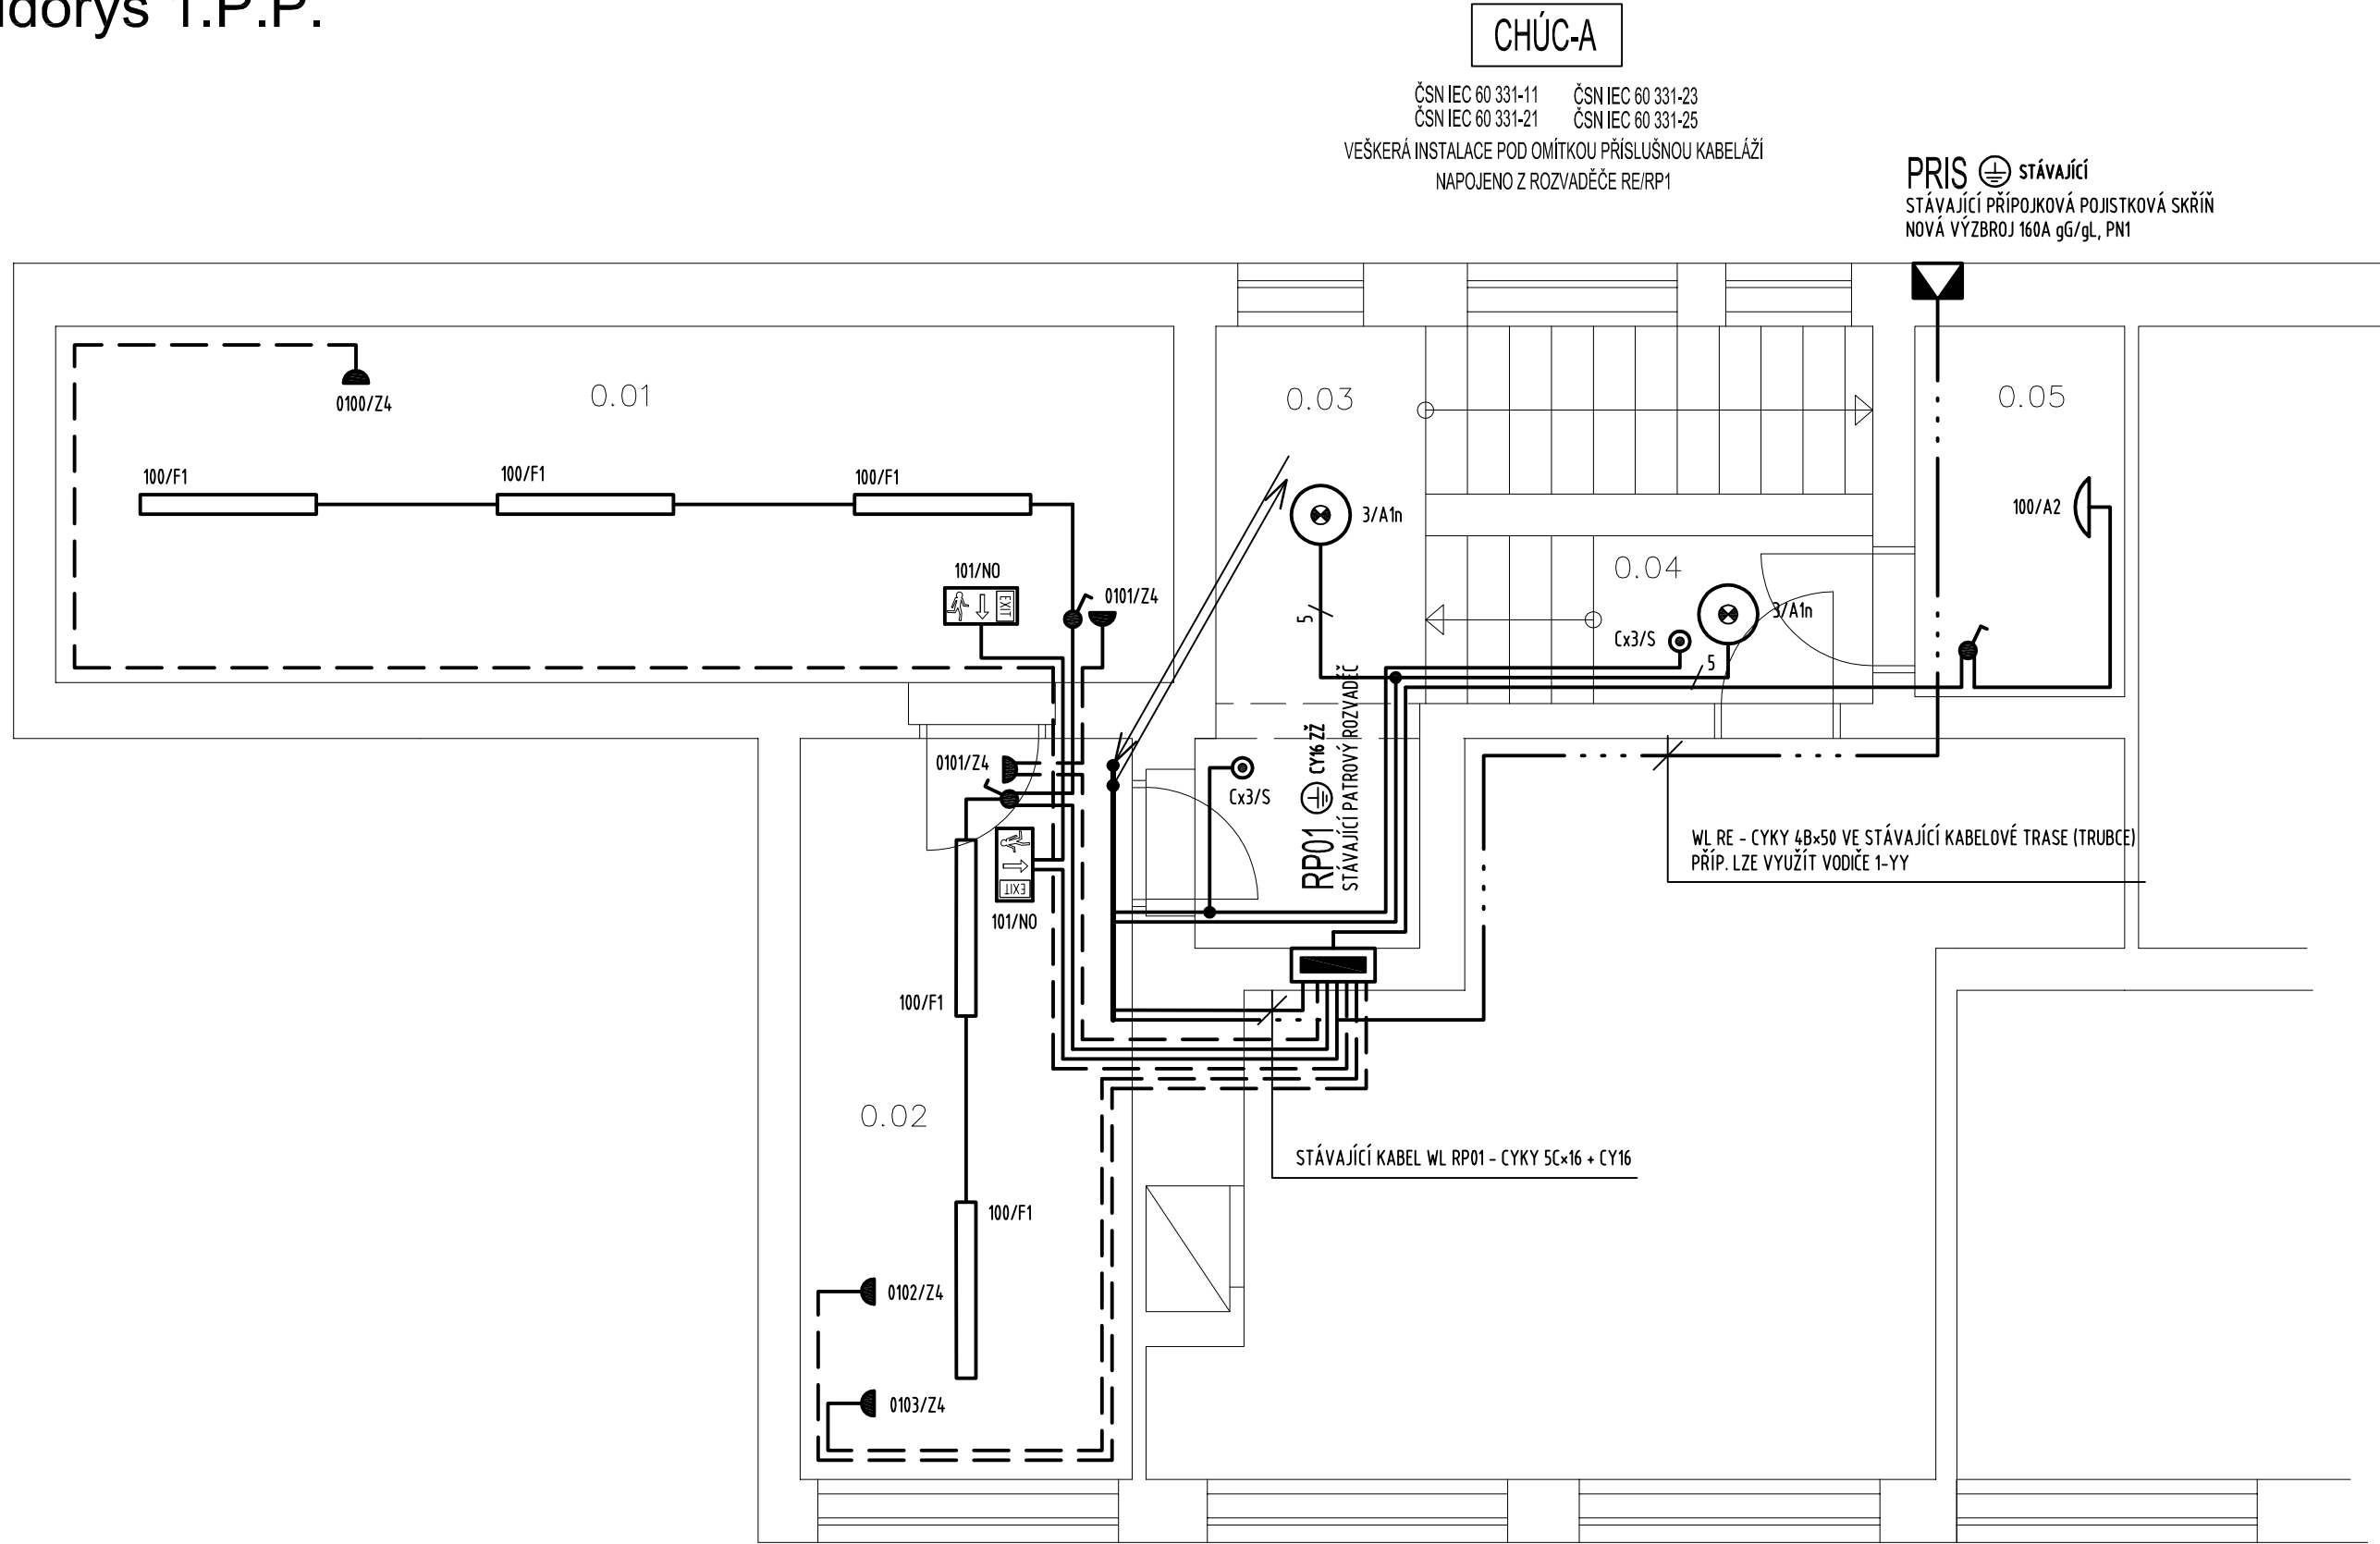 1.P.P.
CHÚC-A
ČSN IEC 60 331-11 ČSN IEC 60 331-23
ČSN IEC 60 331-21 ČSN IEC 60 331-25
VEŠKERÁ INSTALACE POD OMÍTKOU PŘÍSLUŠNOU KABELÁŽÍ
NAPOJENO Z ROZVADĚČE RE/RP1
PRIS STÁVAJÍCÍ
STÁVAJÍCÍ PŘÍPOJKOVÁ POJISTKOVÁ SKŘÍŇ
NOVÁ VÝZBROJ 160A gG/gL, PN1
0.01
0100/Z4
100/F1
100/F1
100/F1
101/NO
EXIT
0101/Z4
0.03
3/A1n
5
0.04
3/A1n
Cx3/S
5
0.05
100/A2
0101/Z4
EXIT
101/NO
Cx3/S
RP01 CY16 ZŽ
STÁVAJÍCÍ PATROVÝ ROZVADĚČ
WL RE - CYKY 4B×50 VE STÁVAJÍCÍ KABELOVÉ TRASE (TRUBCE)
PŘÍP. LZE VYUŽÍT VODIČE 1-YY
100/F1
0.02
STÁVAJÍCÍ KABEL WL RP01 - CYKY 5C×16 + CY16
100/F1
0102/Z4
0103/Z4